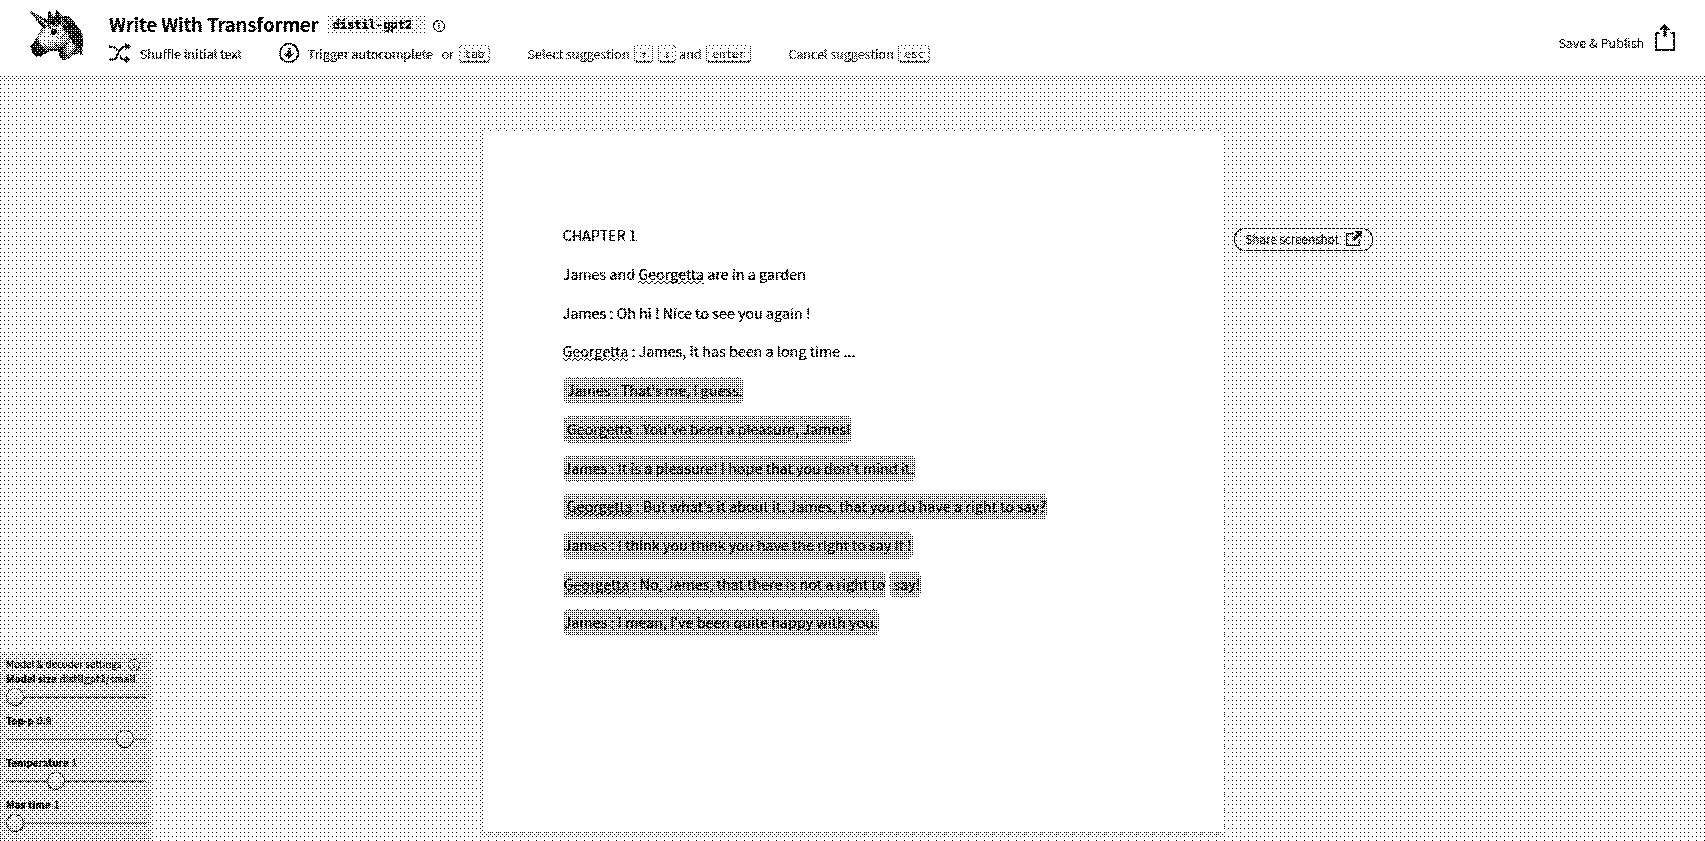 Write With Transformer distil-gpt2
Shuffle initial text Trigger autocomplete or tab Select suggestion ↑ ↓ and enter Cancel suggestion esc
Save & Publish
CHAPTER 1
Share screenshot
James and Georgetta are in a garden
James : Oh hi ! Nice to see you again !
Georgetta : James, it has been a long time ...
James : That's me, I guess.
Georgetta : You've been a pleasure, James!
James : It is a pleasure! I hope that you don't mind it.
Georgetta : But what's it about it, James, that you do have a right to say?
James : I think you think you have the right to say it !
Georgetta : No, James, that there is not a right to say!
James : I mean, I've been quite happy with you.
Model & decoder settings
Model size distilgpt2/small
Top-p 0.9
Temperature 1
Max time 1